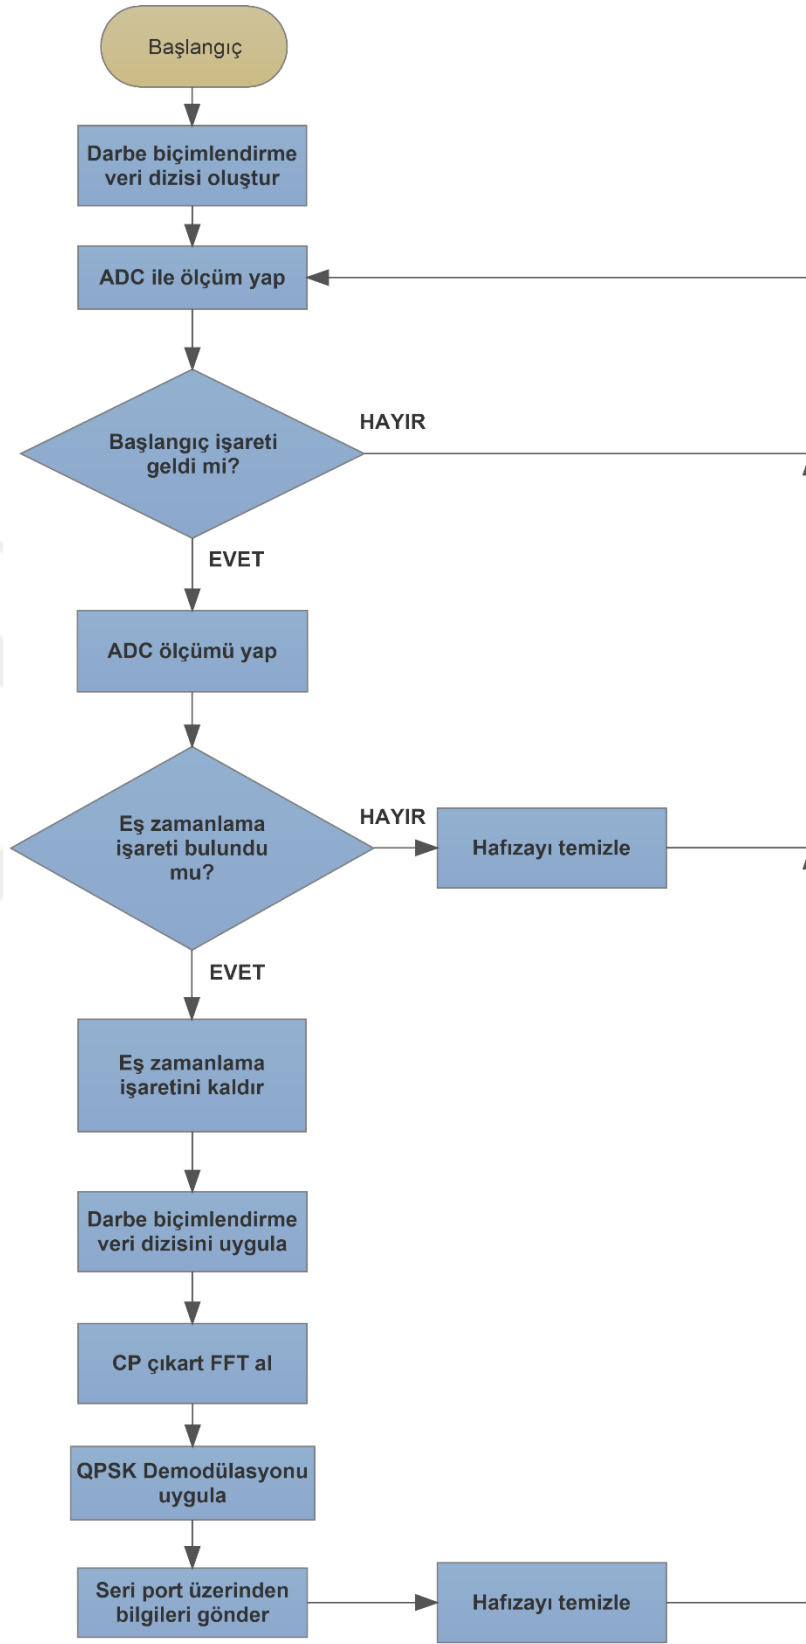 Başlangıç
Darbe biçimlendirme
veri dizisi oluştur
ADC ile ölçüm yap
Başlangıç işareti
geldi mi?
HAYIR
EVET
ADC ölçümü yap
Eş zamanlama
işareti bulundu
mu?
HAYIR
Hafızayı temizle
EVET
Eş zamanlama
işaretini kaldır
Darbe biçimlendirme
veri dizisini uygula
CP çıkart FFT al
QPSK Demodülasyonu
uygula
Seri port üzerinden
bilgileri gönder
Hafızayı temizle